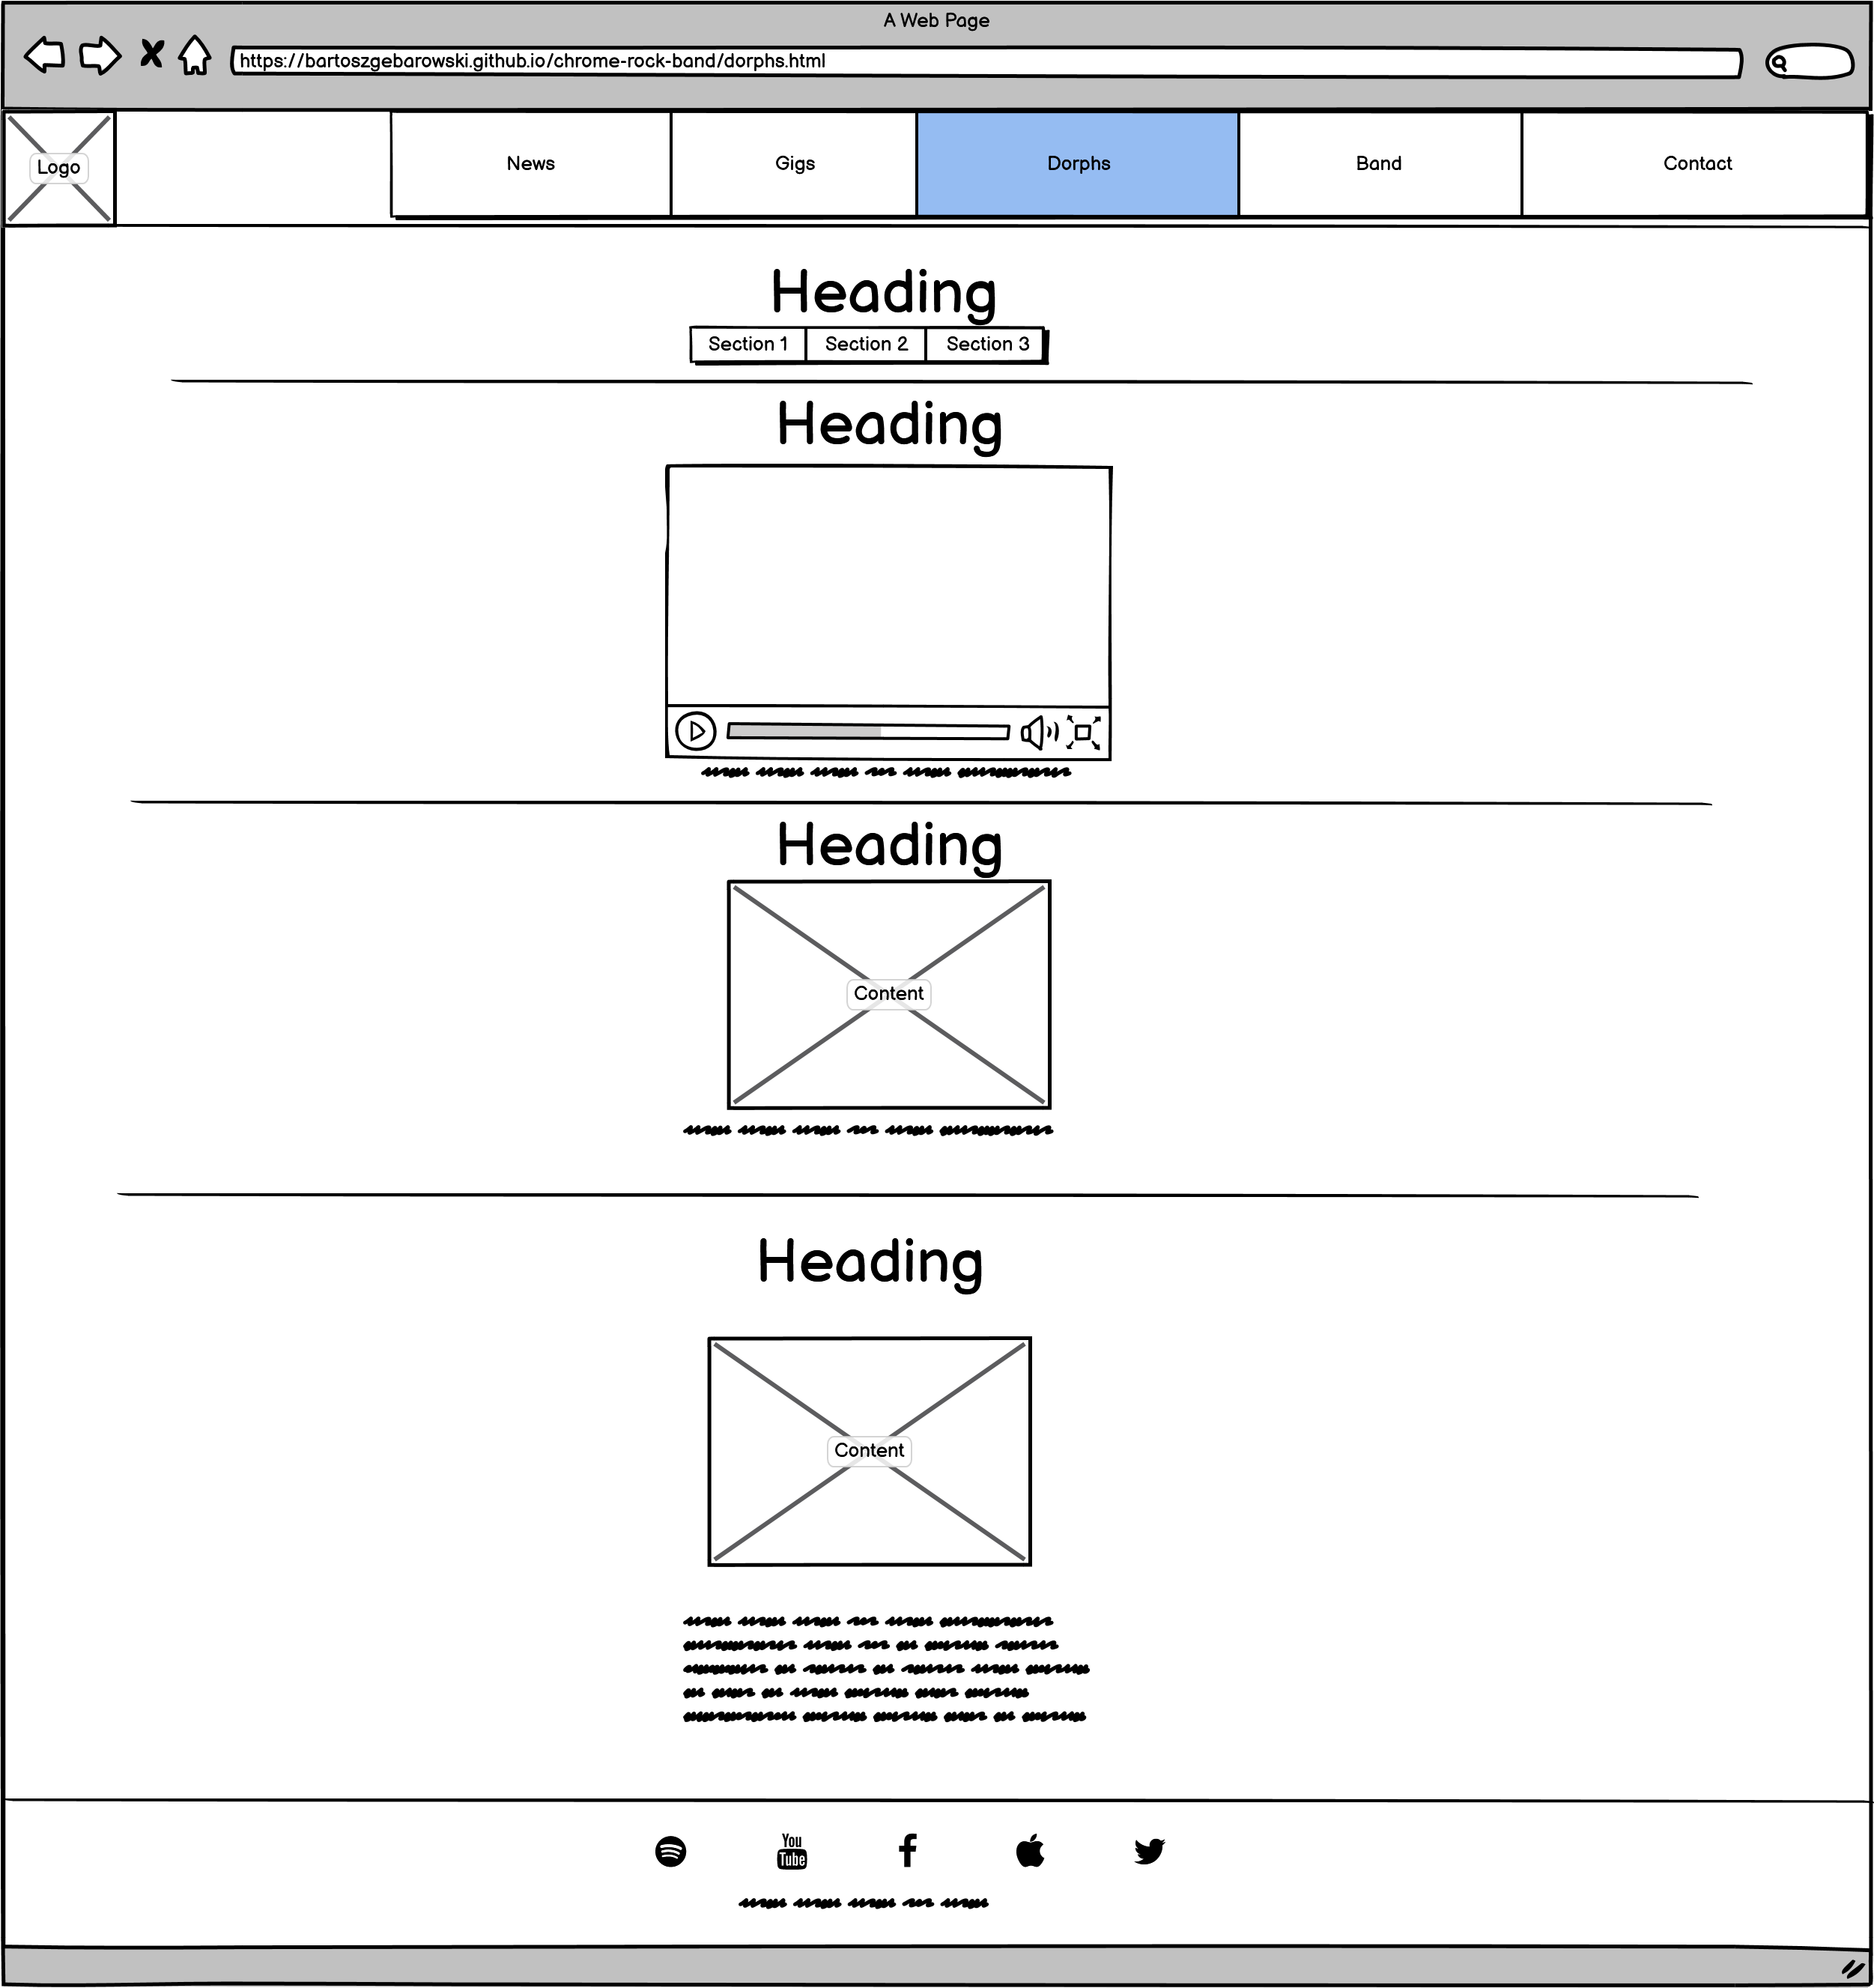 A Web Page
https://bartoszgebarowski.github.io/chrome-rock-band/dorphs.html
Logo
News Gigs Dorphs Band Contact
Heading
Section 1 Section 2 Section 3
Heading
Heading
Content
Heading
Content
You
Tube